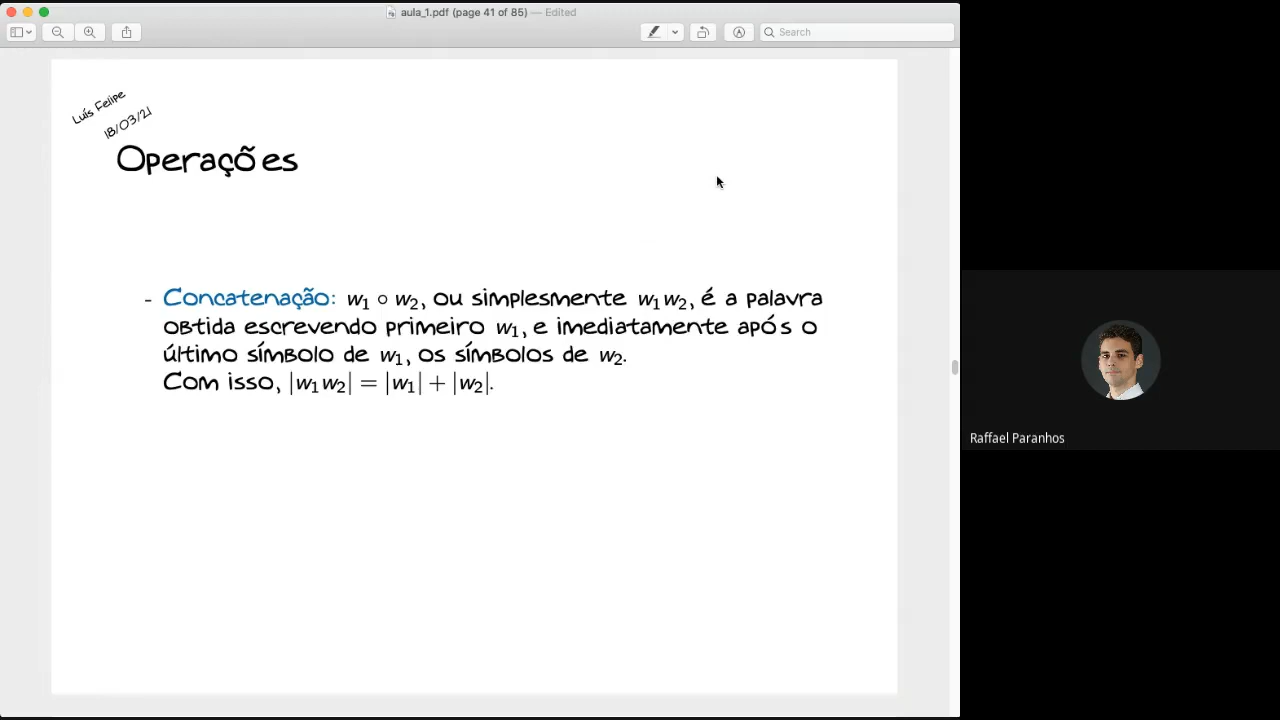 aula_1.pdf (page 41 of 85) — Edited
Search
Luís Felipe
18/03/21
Operações
- Concatenação: w₁ ∘ w₂, ou simplesmente w₁w₂, é a palavra
obtida escrevendo primeiro w₁, e imediatamente após o
último símbolo de w₁, os símbolos de w₂.
Com isso, |w₁w₂| = |w₁| + |w₂|.
Raffael Paranhos